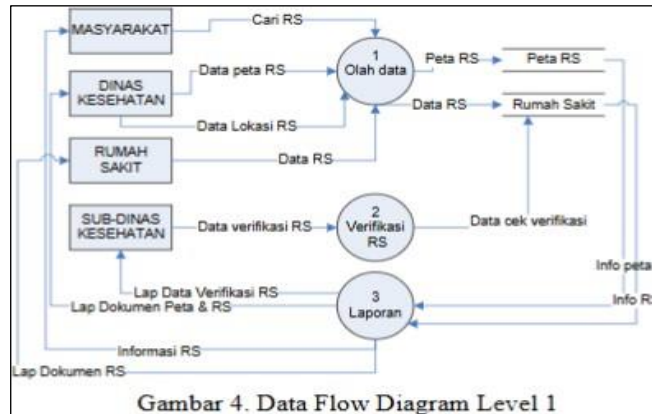 MASYARAKAT
Cari RS
1
Olah data
Peta RS
Peta RS
DINAS
KESEHATAN
Data peta RS
Data Lokasi RS
Data RS
Rumah Sakit
RUMAH
SAKIT
Data RS
SUB-DINAS
KESEHATAN
Data verifikasi RS
2
Verifikasi
RS
Data cek verifikasi
Info peta
Lap Data Verifikasi RS
Lap Dokumen Peta & RS
3
Laporan
Info RS
Informasi RS
Lap Dokumen RS
Gambar 4. Data Flow Diagram Level 1